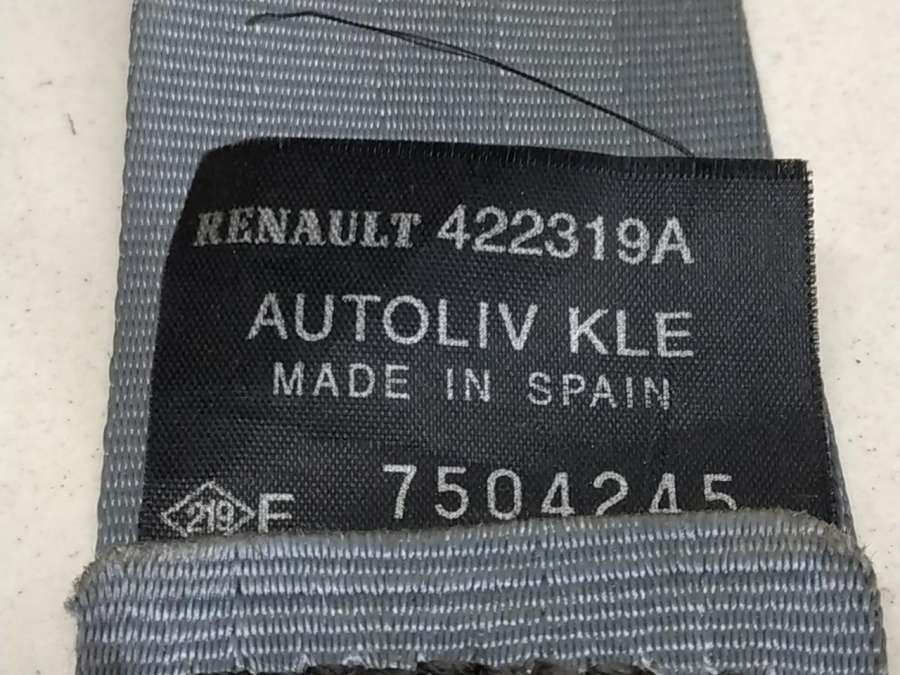 RENAULT 422319A
AUTOLIV KLE
MADE IN SPAIN
219 E 7504245